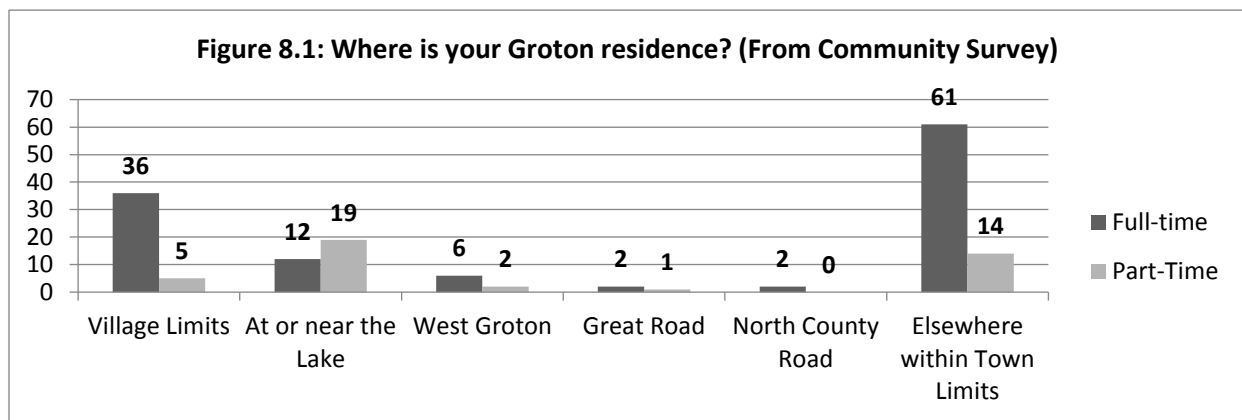 Figure 8.1: Where is your Groton residence? (From Community Survey)
70
60
50
40
30
20
10
0
36
5
12
19
6
2
2
1
2
0
61
14
Village Limits
At or near the
Lake
West Groton
Great Road
North County
Road
Elsewhere
within Town
Limits
Full-time
Part-Time